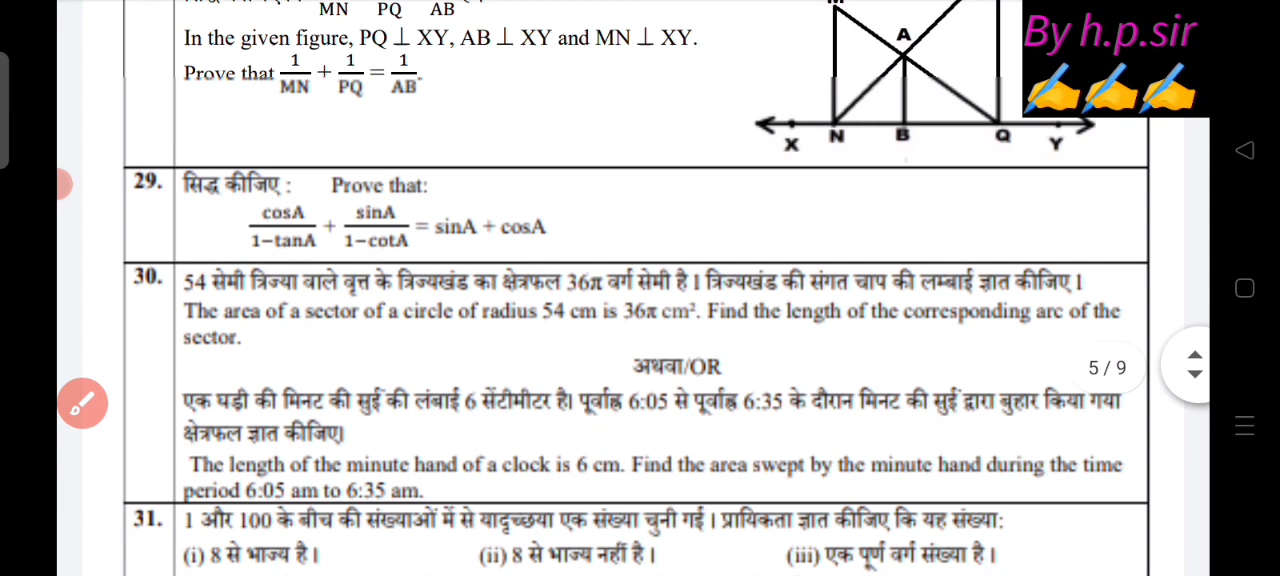 MN PQ AB
In the given figure, PQ ⊥ XY, AB ⊥ XY and MN ⊥ XY.
Prove that 1/MN + 1/PQ = 1/AB.
A
X N B Q Y
By h.p.sir
✍️✍️✍️
29. सिद्ध कीजिए : Prove that:
cosA/(1−tanA) + sinA/(1−cotA) = sinA + cosA
30. 54 सेमी त्रिज्या वाले वृत्त के त्रिज्यखंड का क्षेत्रफल 36π वर्ग सेमी है । त्रिज्यखंड की संगत चाप की लम्बाई ज्ञात कीजिए ।
The area of a sector of a circle of radius 54 cm is 36π cm². Find the length of the corresponding arc of the
sector.
अथवा/OR
5 / 9
एक घड़ी की मिनट की सुई की लंबाई 6 सेंटीमीटर है। पूर्वाह्न 6:05 से पूर्वाह्न 6:35 के दौरान मिनट की सुई द्वारा बुहार किया गया
क्षेत्रफल ज्ञात कीजिए।
The length of the minute hand of a clock is 6 cm. Find the area swept by the minute hand during the time
period 6:05 am to 6:35 am.
31. 1 और 100 के बीच की संख्याओं में से यादृच्छया एक संख्या चुनी गई । प्रायिकता ज्ञात कीजिए कि यह संख्या:
(i) 8 से भाज्य है । (ii) 8 से भाज्य नहीं है । (iii) एक पूर्ण वर्ग संख्या है ।